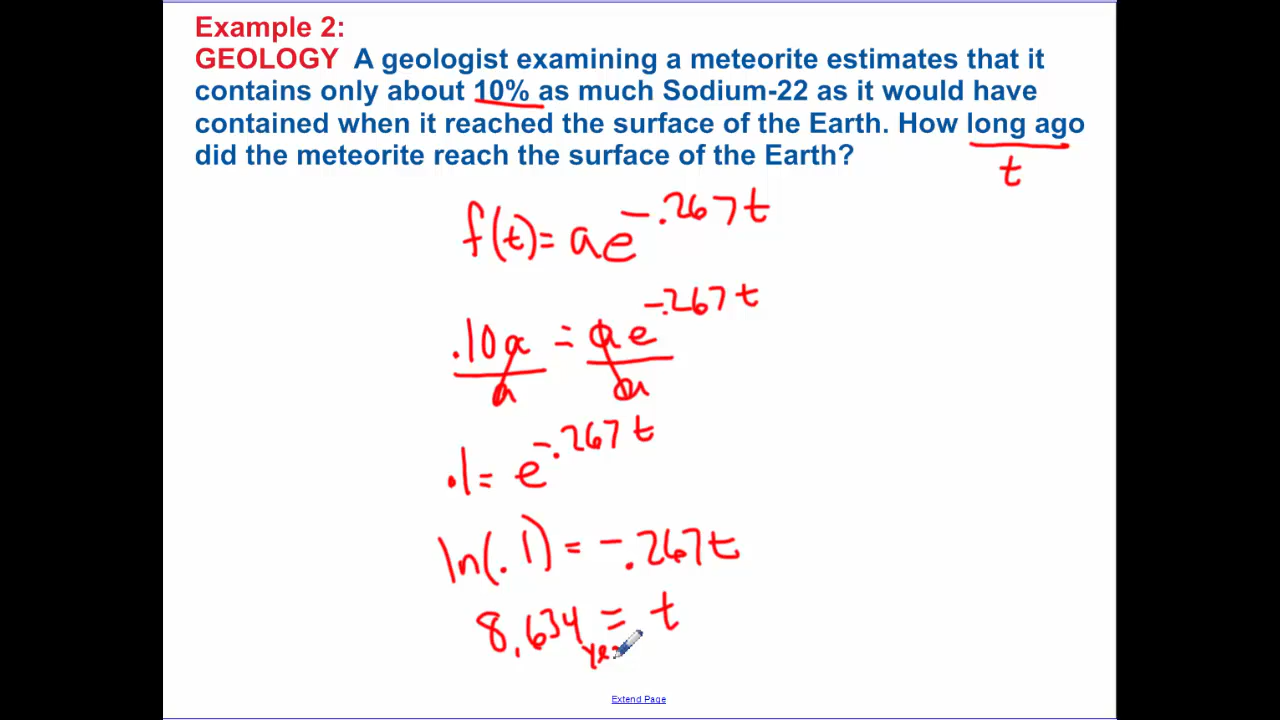 Example 2:
GEOLOGY A geologist examining a meteorite estimates that it
contains only about 10% as much Sodium-22 as it would have
contained when it reached the surface of the Earth. How long ago
did the meteorite reach the surface of the Earth?
t
f(t)= ae^-.267t
.10a = ae^-.267t
a a
.1= e^-.267t
ln(.1) = -.267t
8.634 = t
Extend Page